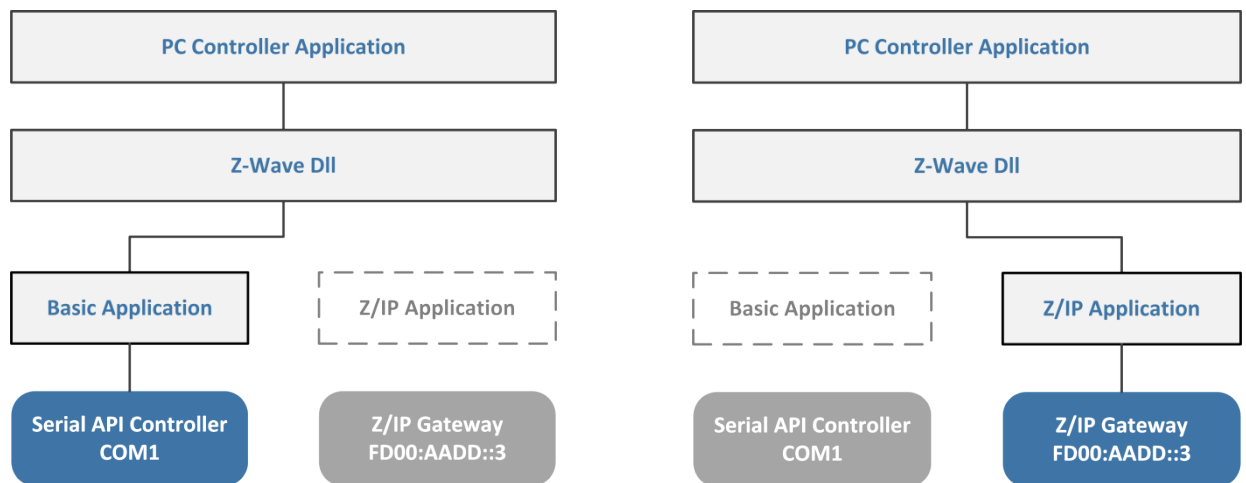 PC Controller Application
Z-Wave Dll
Basic Application
Z/IP Application
Serial API Controller
COM1
Z/IP Gateway
FD00:AADD::3
PC Controller Application
Z-Wave Dll
Basic Application
Z/IP Application
Serial API Controller
COM1
Z/IP Gateway
FD00:AADD::3